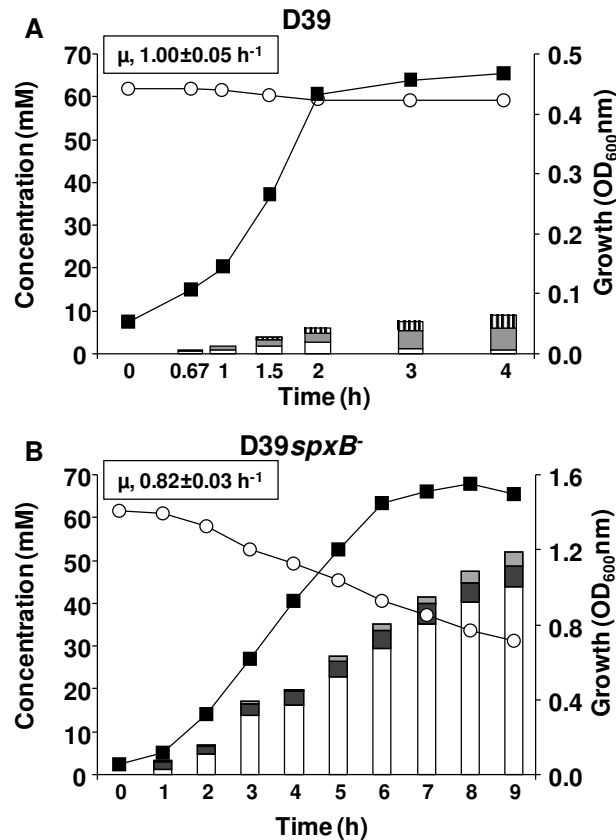 A
D39
μ, 1.00±0.05 h⁻¹
Concentration (mM)
70
60
50
40
30
20
10
0
0.5
0.4
0.3
0.2
0.1
0.0
Growth (OD₆₀₀nm)
0 0.67 1 1.5 2 3 4
Time (h)
B
D39spxB⁻
μ, 0.82±0.03 h⁻¹
Concentration (mM)
70
60
50
40
30
20
10
0
1.6
1.2
0.8
0.4
0.0
Growth (OD₆₀₀nm)
0 1 2 3 4 5 6 7 8 9
Time (h)